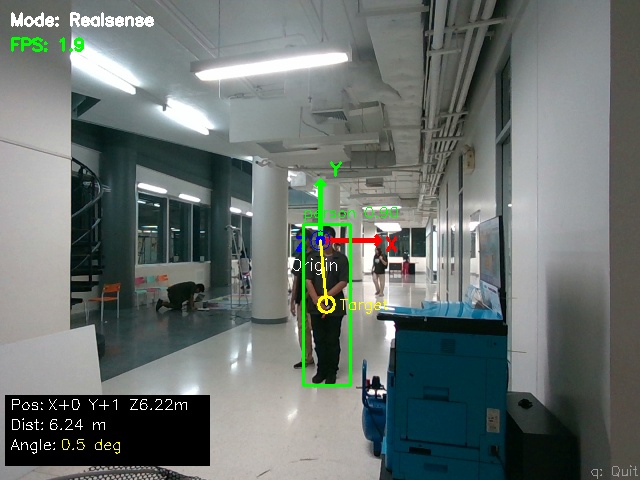 Mode: Realsense
FPS: 1.9
Y
person 0.90
Z
X
Origin
Target
Pos: X+0 Y+1 Z6.22m
Dist: 6.24 m
Angle: 0.5 deg
q: Quit